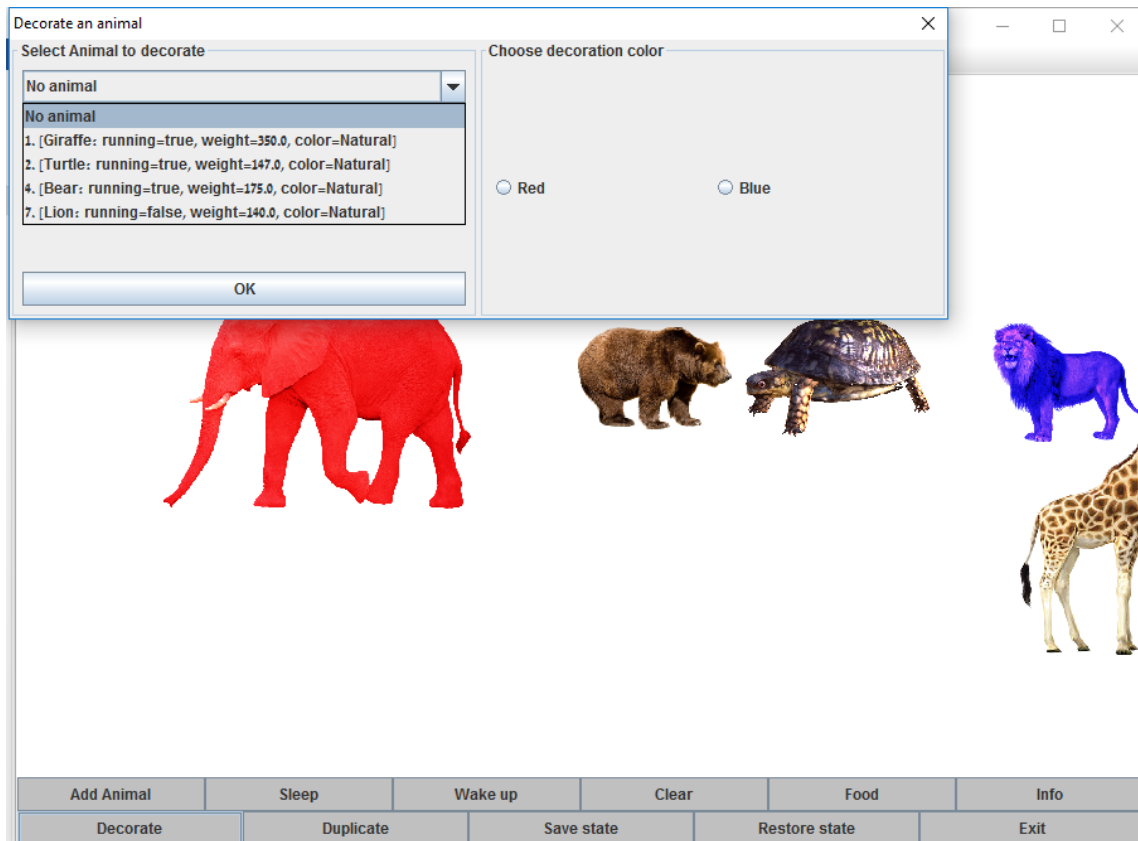 Decorate an animal
Select Animal to decorate
Choose decoration color
No animal
No animal
1. [Giraffe: running=true, weight=350.0, color=Natural]
2. [Turtle: running=true, weight=147.0, color=Natural]
4. [Bear: running=true, weight=175.0, color=Natural]
7. [Lion: running=false, weight=140.0, color=Natural]
Red
Blue
OK
Add Animal
Sleep
Wake up
Clear
Food
Info
Decorate
Duplicate
Save state
Restore state
Exit